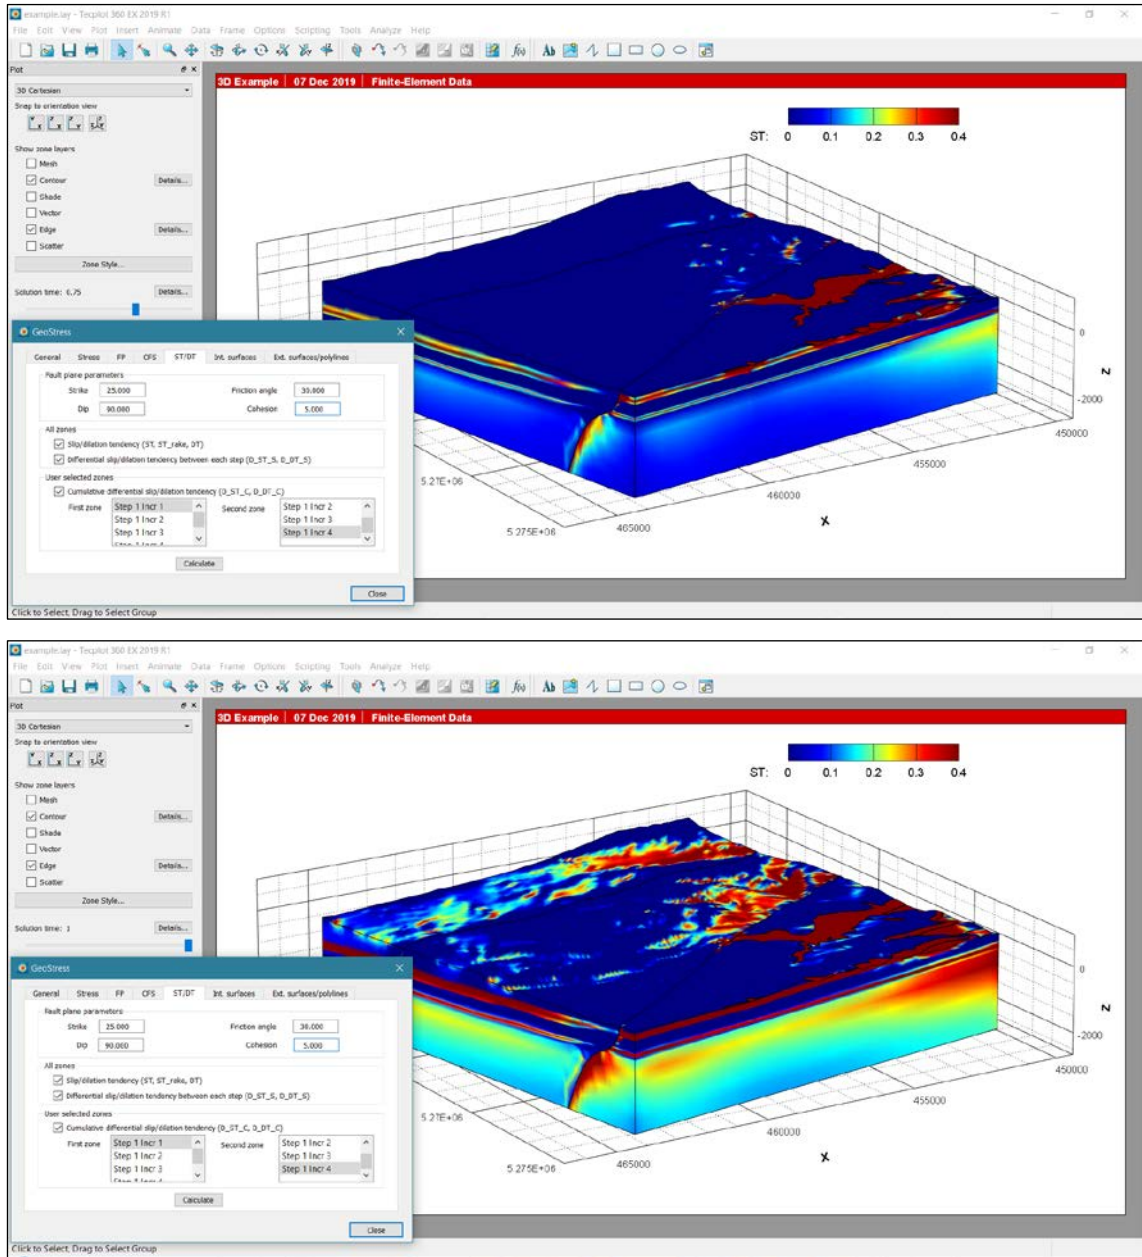 example.lay - Tecplot 360 EX 2019 R1
File Edit View Plot Insert Animate Data Frame Options Scripting Tools Analyze Help
Plot
3D Cartesian
Snap to orientation view
Show zone layers
Mesh
Contour Details...
Shade
Vector
Edge Details...
Scatter
Zone Style...
Solution time: 0.75 Details...
3D Example | 07 Dec 2019 | Finite-Element Data
ST: 0 0.1 0.2 0.3 0.4
0
Z
-2000
450000
455000
460000
X
465000
5.27E+06
5.275E+06
GeoStress
General Stress FP CFS ST/DT Int. surfaces Ext. surfaces/polylines
Fault plane parameters
Strike 25.000 Friction angle 30.000
Dip 90.000 Cohesion 5.000
All zones
Slip/dilation tendency (ST, ST_rake, DT)
Differential slip/dilation tendency between each step (D_ST_S, D_DT_S)
User selected zones
Cumulative differential slip/dilation tendency (D_ST_C, D_DT_C)
First zone Step 1 Incr 1 Second zone Step 1 Incr 2
Step 1 Incr 2 Step 1 Incr 3
Step 1 Incr 3 Step 1 Incr 4
Step 1 Incr 4
Calculate
Close
Click to Select, Drag to Select Group
example.lay - Tecplot 360 EX 2019 R1
File Edit View Plot Insert Animate Data Frame Options Scripting Tools Analyze Help
Plot
3D Cartesian
Snap to orientation view
Show zone layers
Mesh
Contour Details...
Shade
Vector
Edge Details...
Scatter
Zone Style...
Solution time: 1 Details...
3D Example | 07 Dec 2019 | Finite-Element Data
ST: 0 0.1 0.2 0.3 0.4
0
Z
-2000
450000
455000
460000
X
465000
5.27E+06
5.275E+06
GeoStress
General Stress FP CFS ST/DT Int. surfaces Ext. surfaces/polylines
Fault plane parameters
Strike 25.000 Friction angle 30.000
Dip 90.000 Cohesion 5.000
All zones
Slip/dilation tendency (ST, ST_rake, DT)
Differential slip/dilation tendency between each step (D_ST_S, D_DT_S)
User selected zones
Cumulative differential slip/dilation tendency (D_ST_C, D_DT_C)
First zone Step 1 Incr 1 Second zone Step 1 Incr 2
Step 1 Incr 2 Step 1 Incr 3
Step 1 Incr 3 Step 1 Incr 4
Step 1 Incr 4
Calculate
Close
Click to Select, Drag to Select Group